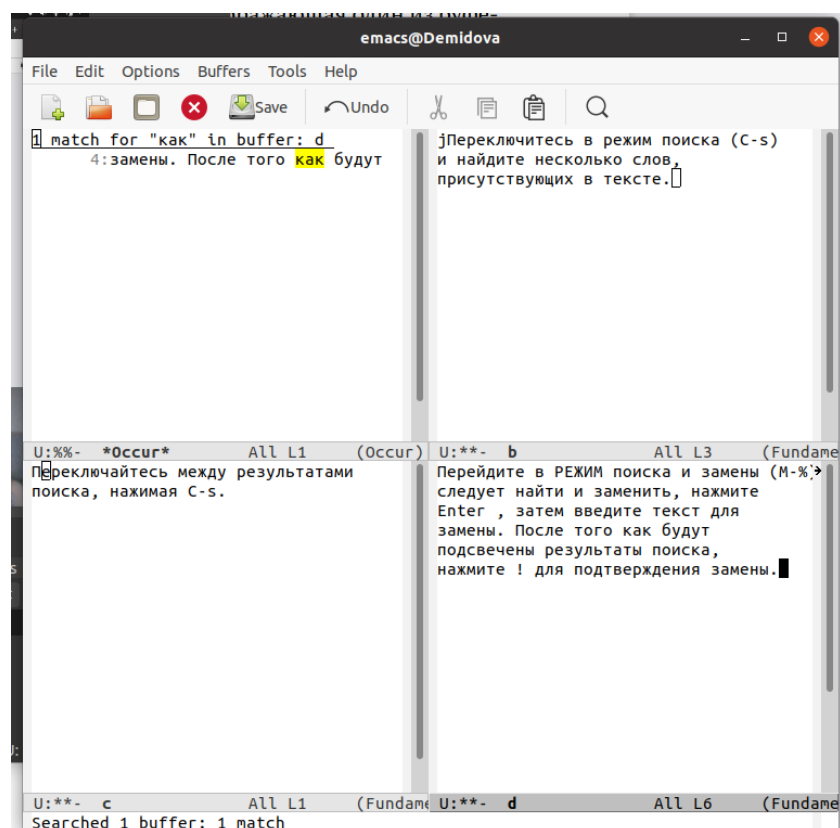 emacs@Demidova
File Edit Options Buffers Tools Help
Save Undo
1 match for "как" in buffer: d
4:замены. После того как будут
U:%%- *Occur* All L1 (Occur)
jПереключитесь в режим поиска (C-s)
и найдите несколько слов,
присутствующих в тексте.
U:**- b All L3 (Fundame
Переключайтесь между результатами
поиска, нажимая C-s.
U:**- c All L1 (Fundame
Перейдите в РЕЖИМ поиска и замены (M-%)
следует найти и заменить, нажмите
Enter , затем введите текст для
замены. После того как будут
подсвечены результаты поиска,
нажмите ! для подтверждения замены.
U:**- d All L6 (Fundame
Searched 1 buffer: 1 match